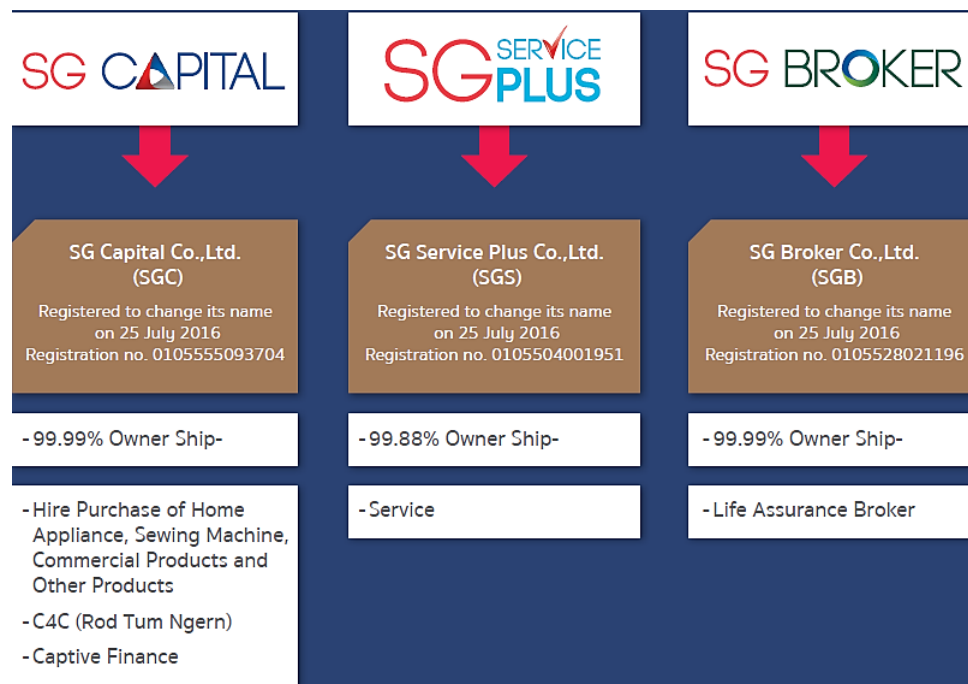 SG CAPITAL
SG SERVICE PLUS
SG BROKER
SG Capital Co.,Ltd.
(SGC)
Registered to change its name
on 25 July 2016
Registration no. 0105555093704
SG Service Plus Co.,Ltd.
(SGS)
Registered to change its name
on 25 July 2016
Registration no. 0105504001951
SG Broker Co.,Ltd.
(SGB)
Registered to change its name
on 25 July 2016
Registration no. 0105528021196
-99.99% Owner Ship-
-99.88% Owner Ship-
-99.99% Owner Ship-
-Hire Purchase of Home
Appliance, Sewing Machine,
Commercial Products and
Other Products
-C4C (Rod Tum Ngern)
-Captive Finance
-Service
-Life Assurance Broker